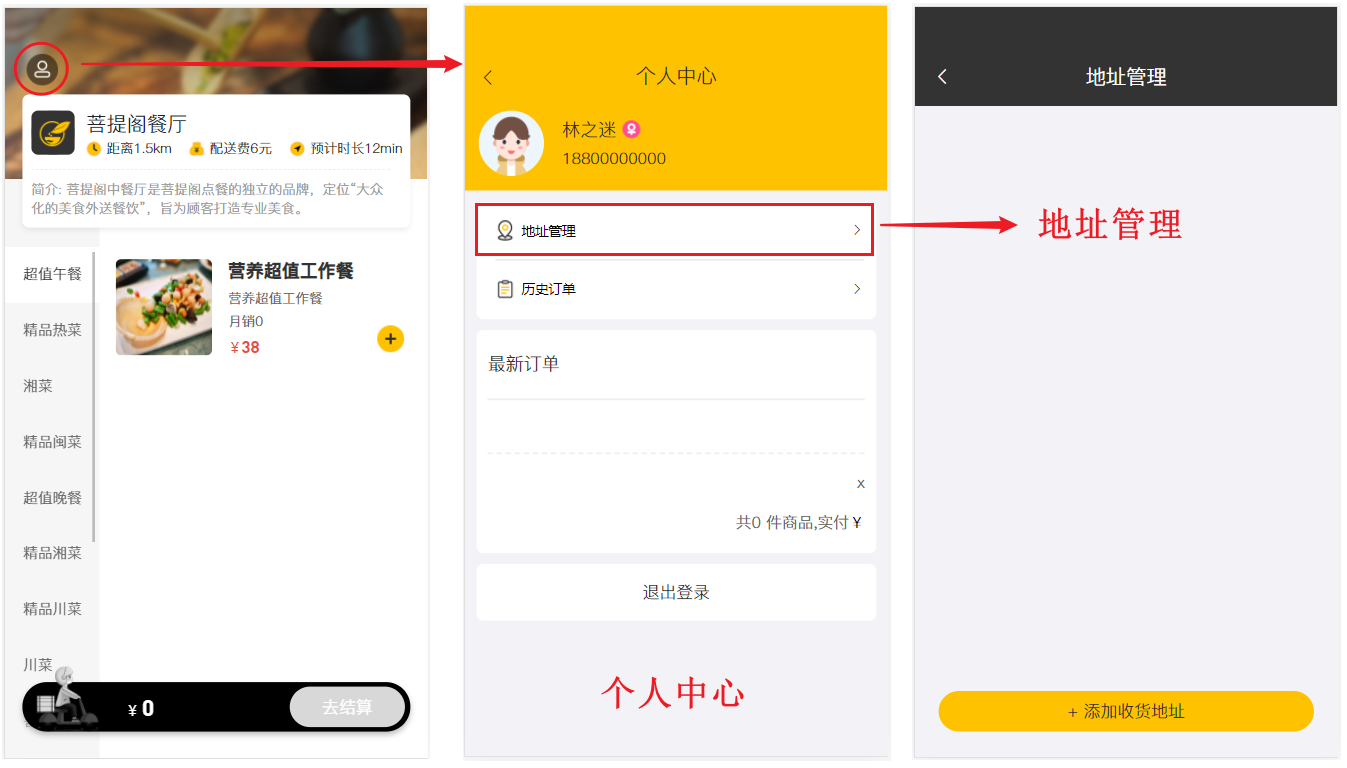 菩提阁餐厅
距离1.5km 配送费6元 预计时长12min
简介: 菩提阁中餐厅是菩提阁点餐的独立的品牌，定位“大众
化的美食外送餐饮”，旨为顾客打造专业美食。
超值午餐
精品热菜
湘菜
精品闽菜
超值晚餐
精品湘菜
精品川菜
川菜
营养超值工作餐
营养超值工作餐
月销0
¥38
¥ 0
去结算
个人中心
林之迷
18800000000
地址管理
历史订单
最新订单
x
共0 件商品,实付 ¥
退出登录
个人中心
地址管理
地址管理
+ 添加收货地址